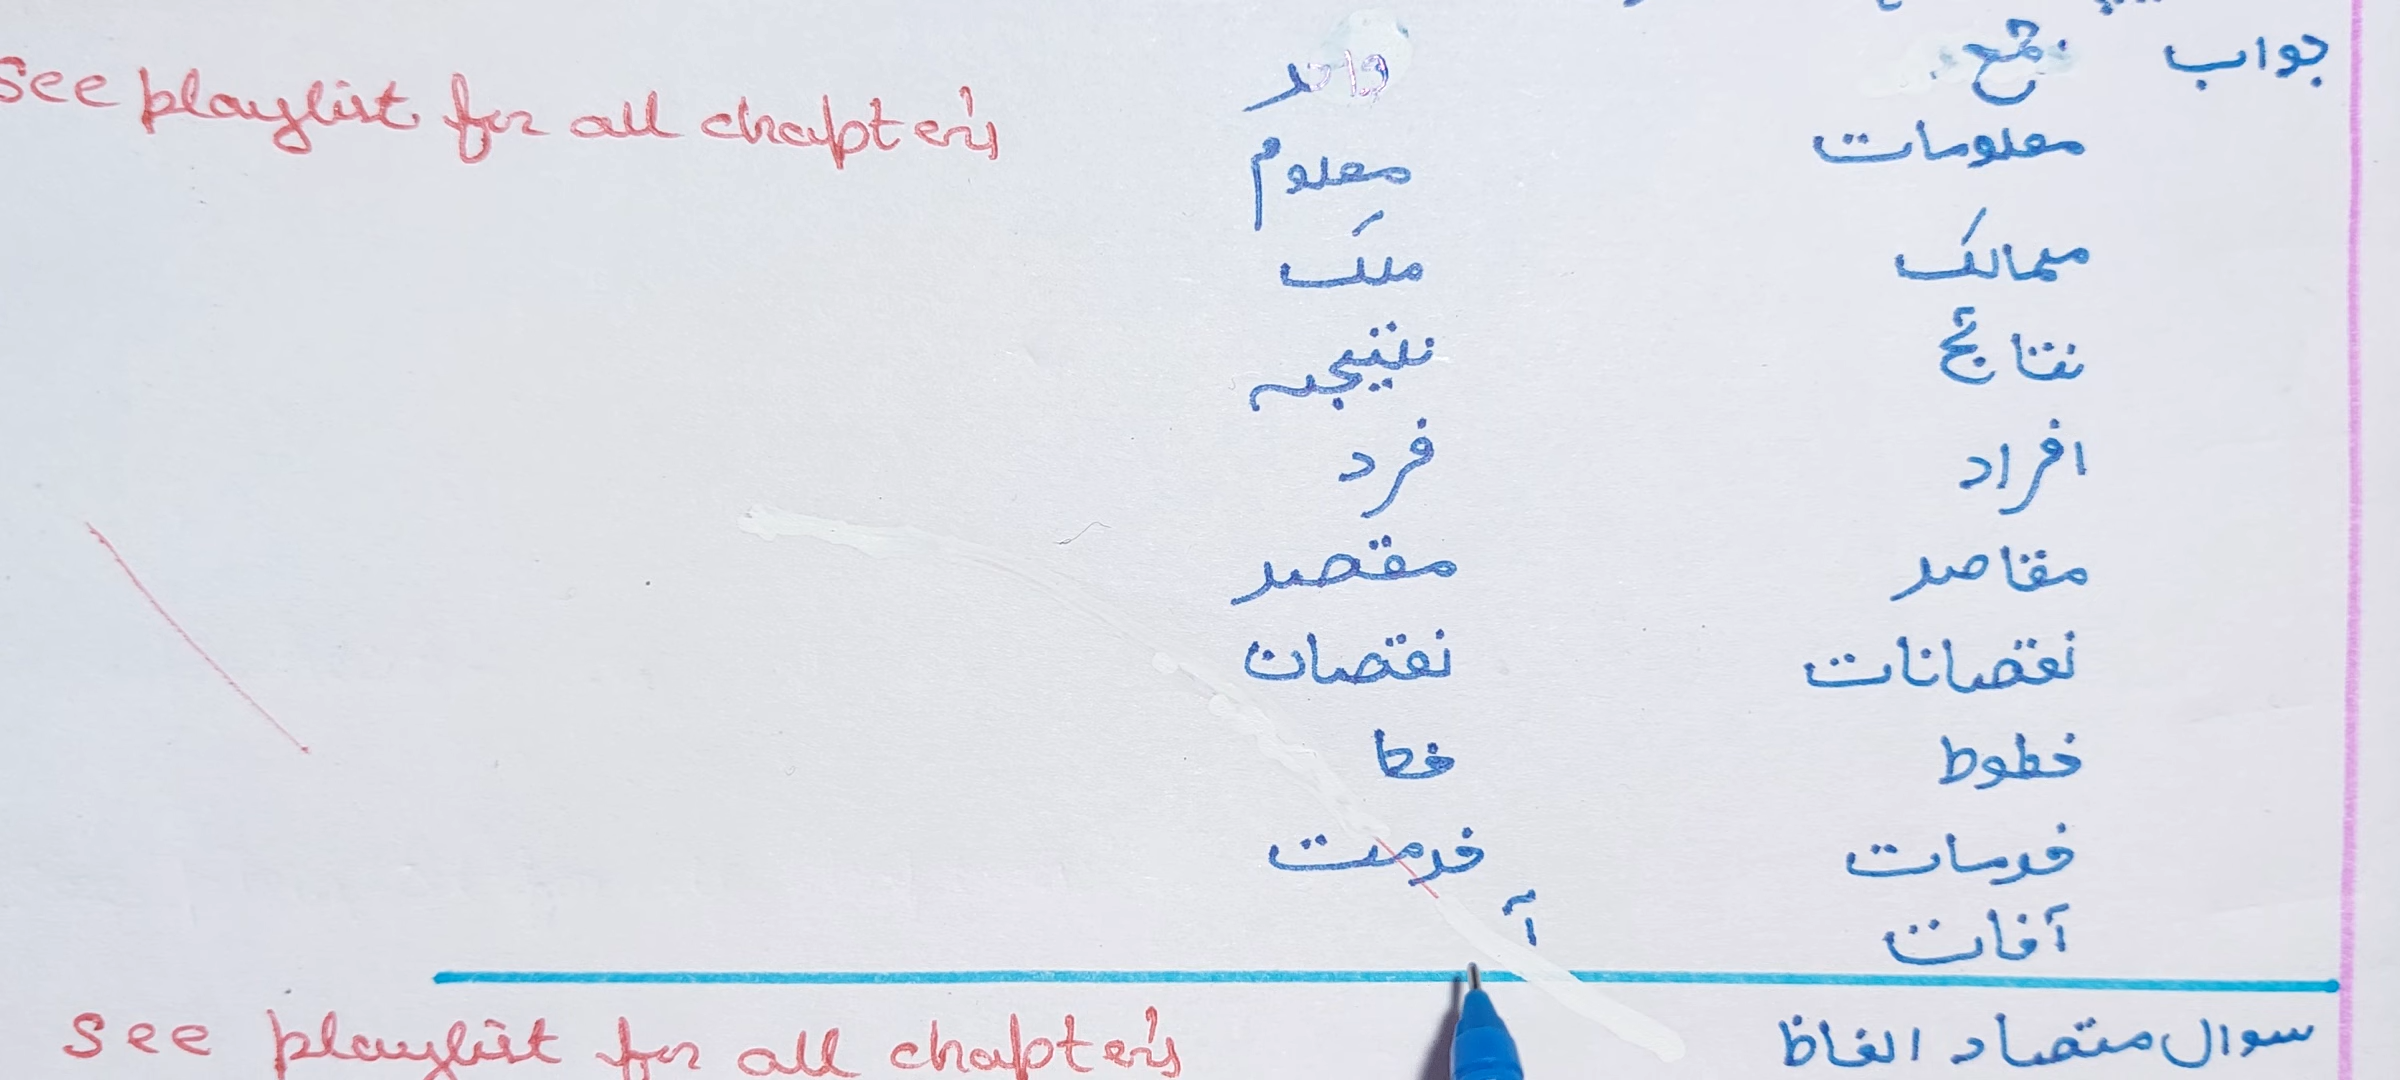 جواب جمع واحد
See playlist for all chapter's
معلومات معلوم
ممالک ملک
نتائج نتیجہ
افراد فرد
مقاصد مقصد
نقصانات نقصان
خطوط خط
خدمات خدمت
آفات آ
سوال متضاد الفاظ
See playlist for all chapter's